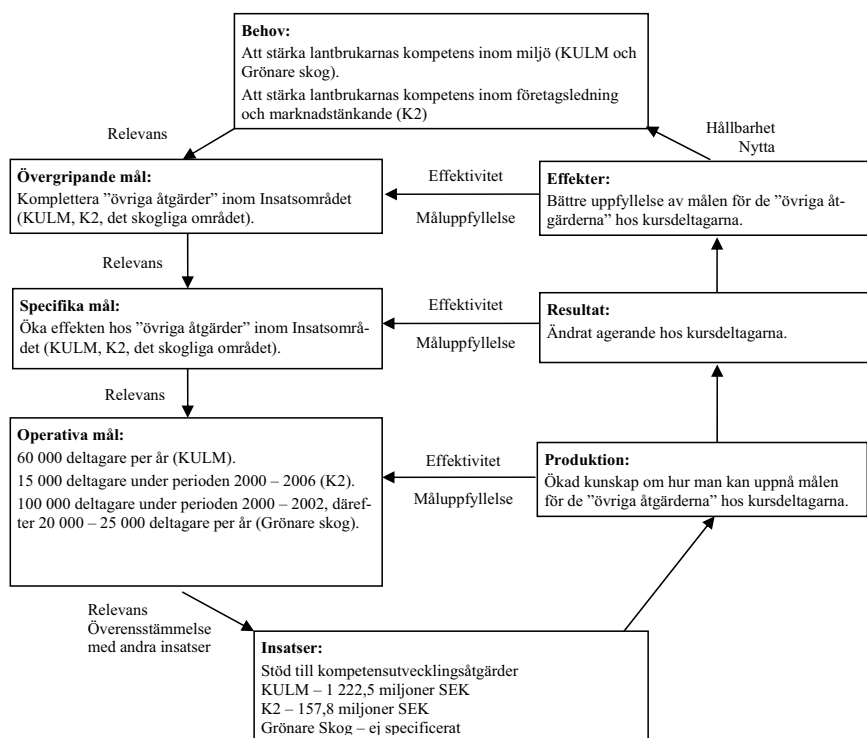 Behov:
Att stärka lantbrukarnas kompetens inom miljö (KULM och
Grönare skog).
Att stärka lantbrukarnas kompetens inom företagsledning
och marknadstänkande (K2)
Relevans
Hållbarhet
Nytta
Övergripande mål:
Komplettera ”övriga åtgärder” inom Insatsområdet
(KULM, K2, det skogliga området).
Effektivitet
Måluppfyllelse
Effekter:
Bättre uppfyllelse av målen för de ”övriga åt-
gärderna” hos kursdeltagarna.
Relevans
Specifika mål:
Öka effekten hos ”övriga åtgärder” inom Insatsområ-
det (KULM, K2, det skogliga området).
Effektivitet
Måluppfyllelse
Resultat:
Ändrat agerande hos kursdeltagarna.
Relevans
Operativa mål:
60 000 deltagare per år (KULM).
15 000 deltagare under perioden 2000 – 2006 (K2).
100 000 deltagare under perioden 2000 – 2002, däref-
ter 20 000 – 25 000 deltagare per år (Grönare skog).
Effektivitet
Måluppfyllelse
Produktion:
Ökad kunskap om hur man kan uppnå målen
för de ”övriga åtgärderna” hos kursdeltagarna.
Relevans
Överensstämmelse
med andra insatser
Insatser:
Stöd till kompetensutvecklingsåtgärder
KULM – 1 222,5 miljoner SEK
K2 – 157,8 miljoner SEK
Grönare Skog – ej specificerat